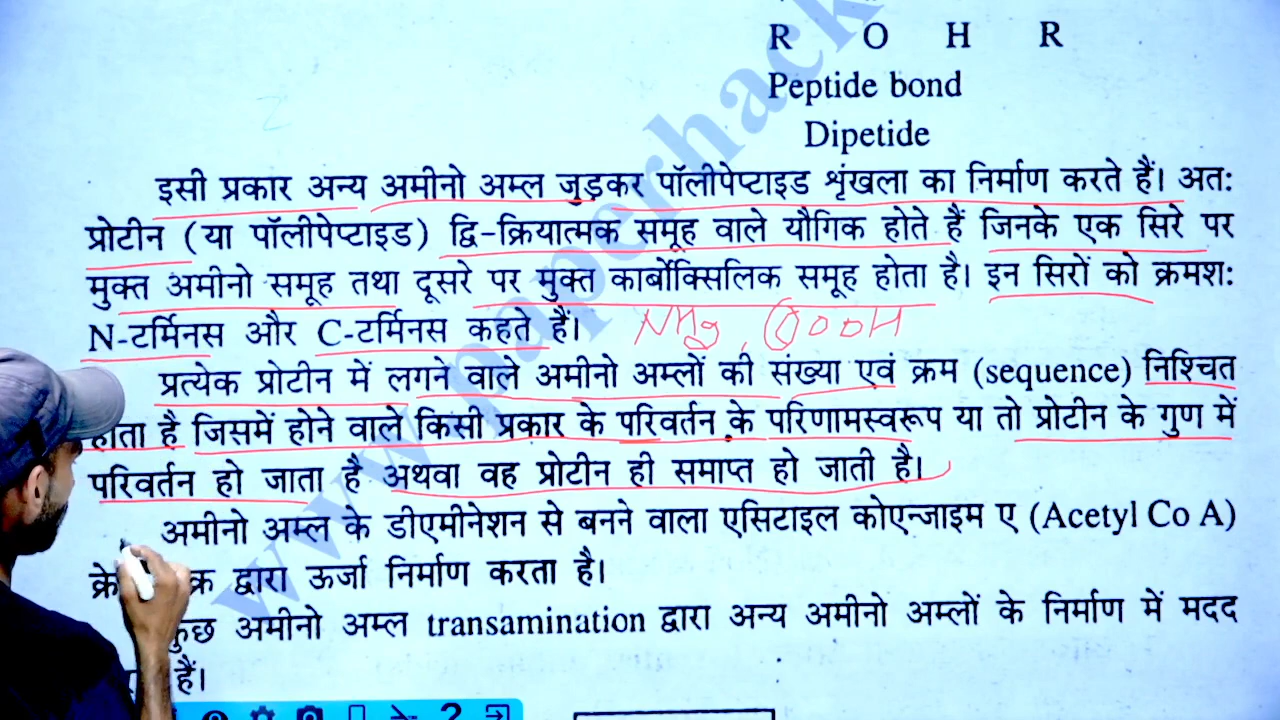 R O H R
Peptide bond
Dipetide
इसी प्रकार अन्य अमीनो अम्ल जुड़कर पॉलीपेप्टाइड शृंखला का निर्माण करते हैं। अत:
प्रोटीन (या पॉलीपेप्टाइड) द्वि-क्रियात्मक समूह वाले यौगिक होते हैं जिनके एक सिरे पर
मुक्त अमीनो समूह तथा दूसरे पर मुक्त कार्बोक्सिलिक समूह होता है। इन सिरों को क्रमश:
N-टर्मिनस और C-टर्मिनस कहते हैं। NH2, COOH
प्रत्येक प्रोटीन में लगने वाले अमीनो अम्लों की संख्या एवं क्रम (sequence) निश्चित
होता है जिसमें होने वाले किसी प्रकार के परिवर्तन के परिणामस्वरूप या तो प्रोटीन के गुण में
परिवर्तन हो जाता है अथवा वह प्रोटीन ही समाप्त हो जाती है।
अमीनो अम्ल के डीएमीनेशन से बनने वाला एसिटाइल कोएन्जाइम ए (Acetyl Co A)
द्वारा ऊर्जा निर्माण करता है।
कुछ अमीनो अम्ल transamination द्वारा अन्य अमीनो अम्लों के निर्माण में मदद
हैं।
www.paperhack